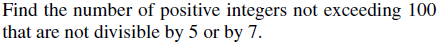 Find the number of positive integers not exceeding 100
that are not divisible by 5 or by 7.